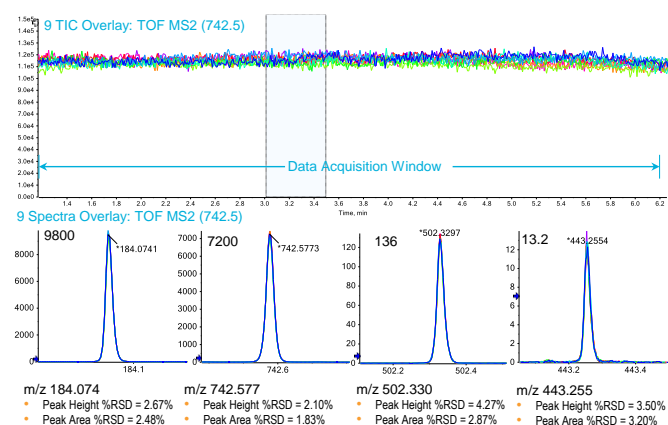 9 TIC Overlay: TOF MS2 (742.5)
1.5e5
1.4e5
1.3e5
1.2e5
1.1e5
1.0e5
9.0e4
8.0e4
7.0e4
6.0e4
5.0e4
4.0e4
3.0e4
2.0e4
1.0e4
0.0e0
Data Acquisition Window
1.4 1.6 1.8 2.0 2.2 2.4 2.6 2.8 3.0 3.2 3.4 3.6 3.8 4.0 4.2 4.4 4.6 4.8 5.0 5.2 5.4 5.6 5.8 6.0 6.2
Time, min
9 Spectra Overlay: TOF MS2 (742.5)
9800
*184.0741
8000
6000
4000
2000
0
184.1
7200
*742.5773
7000
6000
5000
4000
3000
2000
1000
0
742.6
136
*502.3297
120
100
80
60
40
20
0
502.2 502.4
13.2
*443.2554
12
10
8
6
4
2
0
443.2 443.4
m/z 184.074
• Peak Height %RSD = 2.67%
• Peak Area %RSD = 2.48%
m/z 742.577
• Peak Height %RSD = 2.10%
• Peak Area %RSD = 1.83%
m/z 502.330
• Peak Height %RSD = 4.27%
• Peak Area %RSD = 2.87%
m/z 443.255
• Peak Height %RSD = 3.50%
• Peak Area %RSD = 3.20%